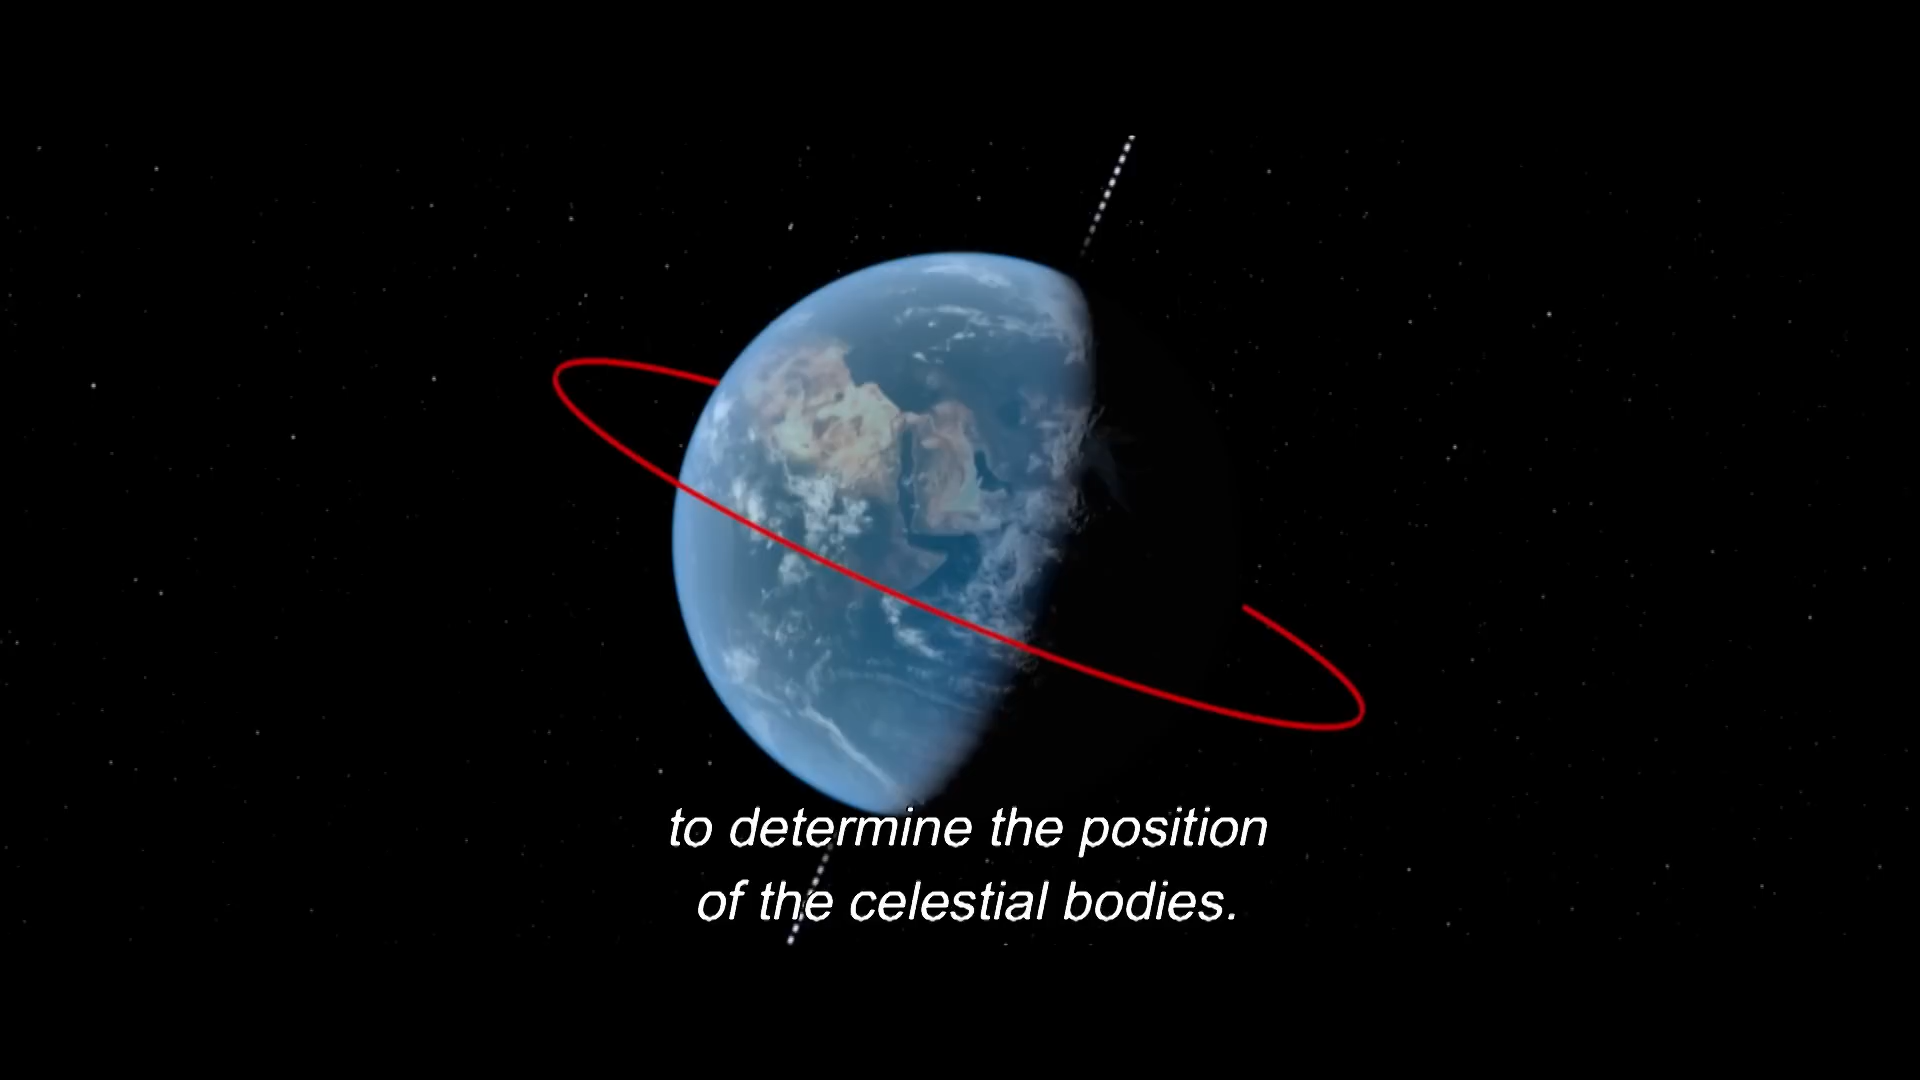 to determine the position
of the celestial bodies.